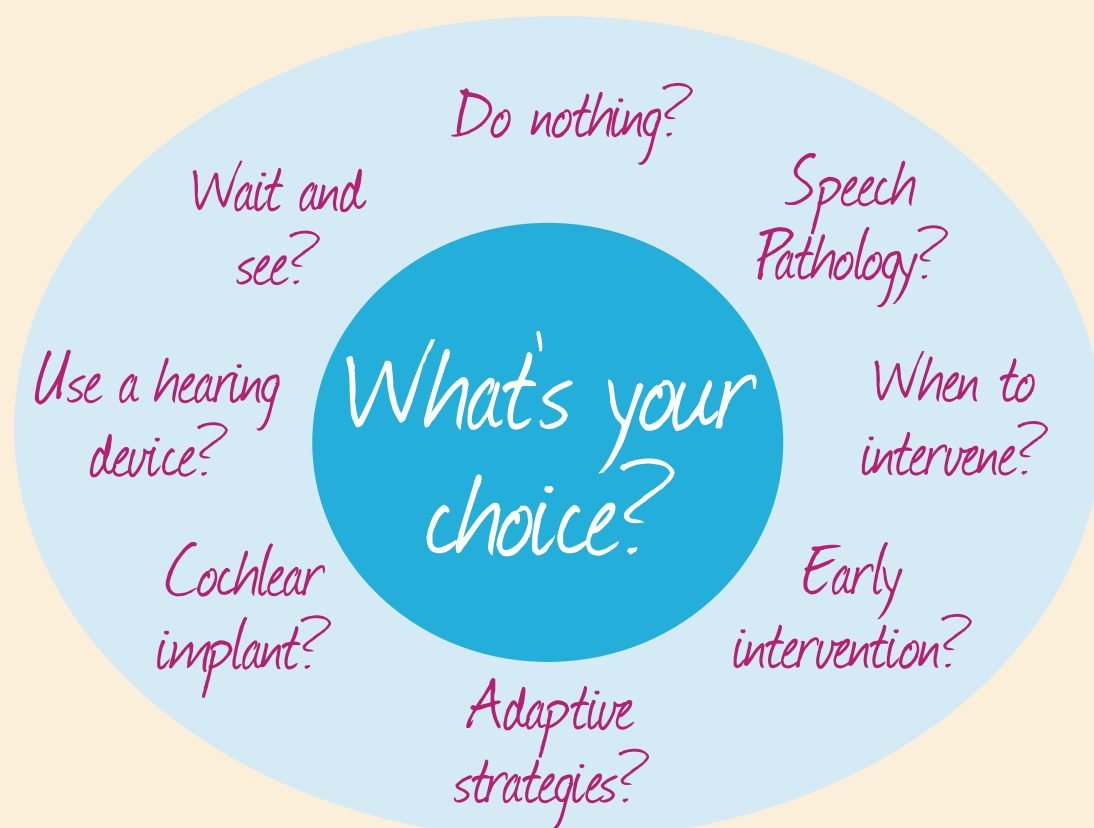 Do nothing?
Speech
Pathology?
When to
intervene?
Early
intervention?
Adaptive
strategies?
Cochlear
implant?
Use a hearing
device?
Wait and
see?
What's your
choice?